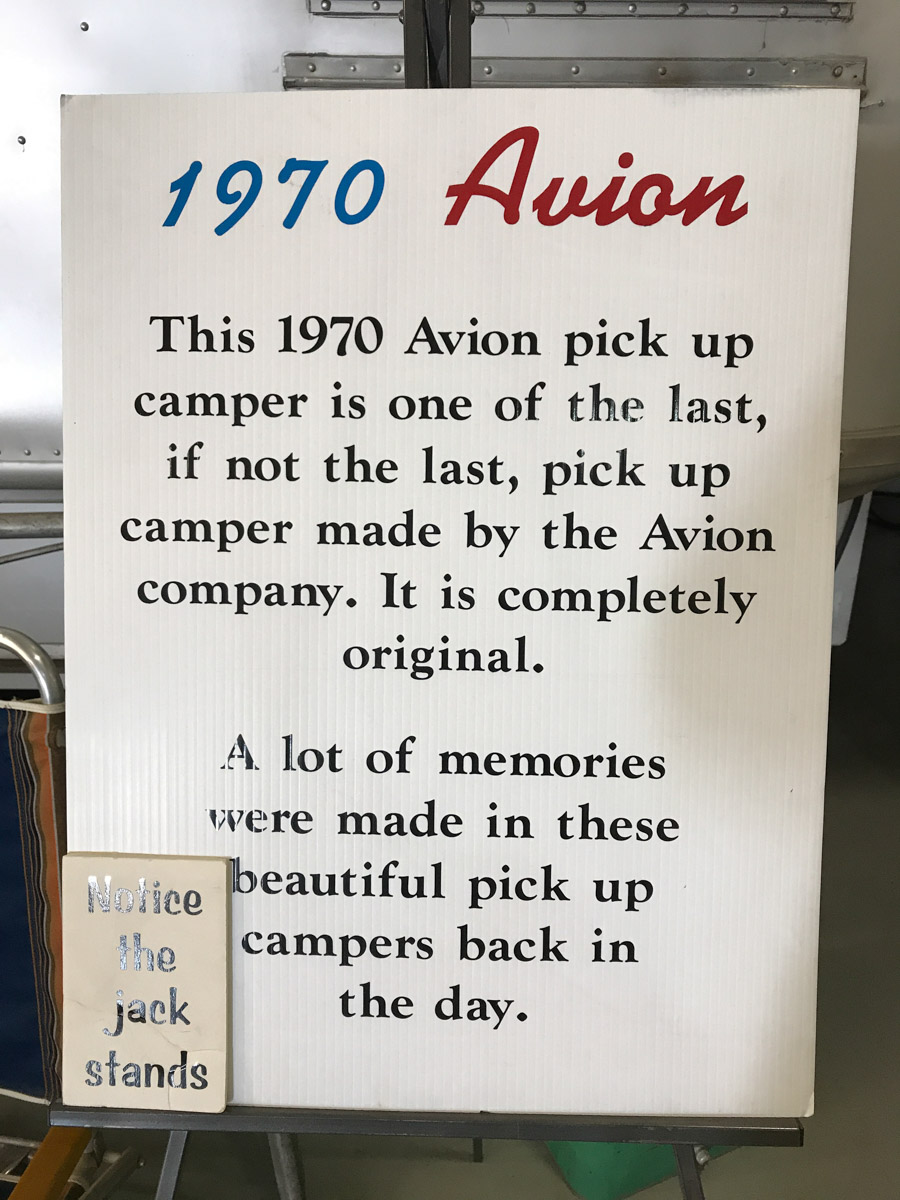 1970 Avion
This 1970 Avion pick up
camper is one of the last,
if not the last, pick up
camper made by the Avion
company. It is completely
original.
A lot of memories
were made in these
beautiful pick up
campers back in
the day.
Notice
the
jack
stands